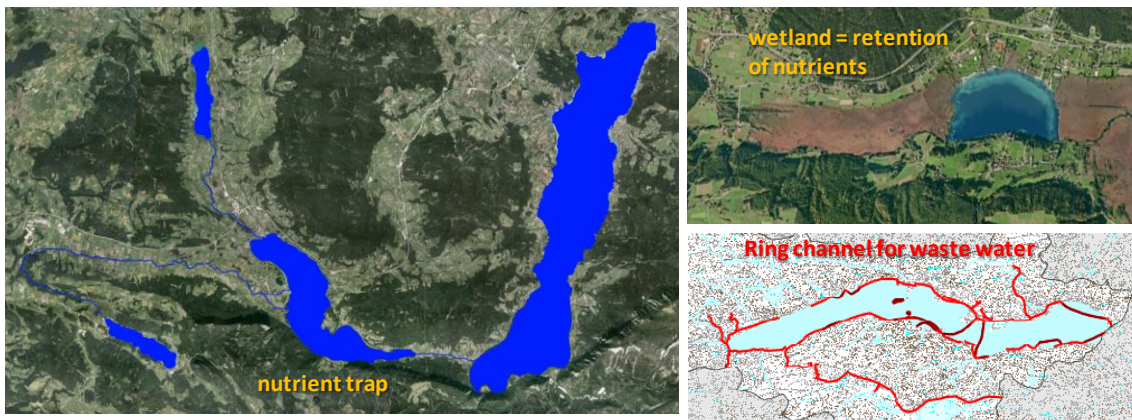 nutrient trap
wetland = retention
of nutrients
Ring channel for waste water